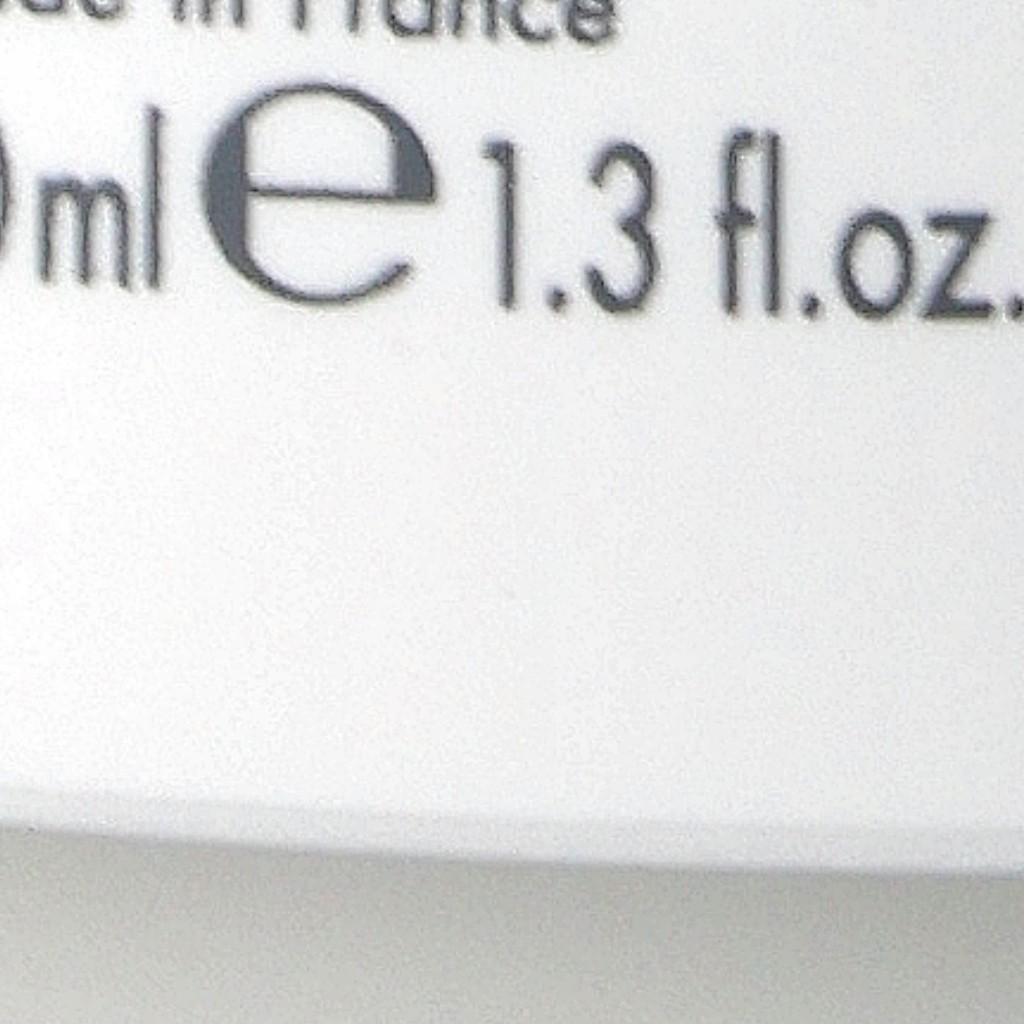 in France
ml ℮ 1.3 fl.oz.